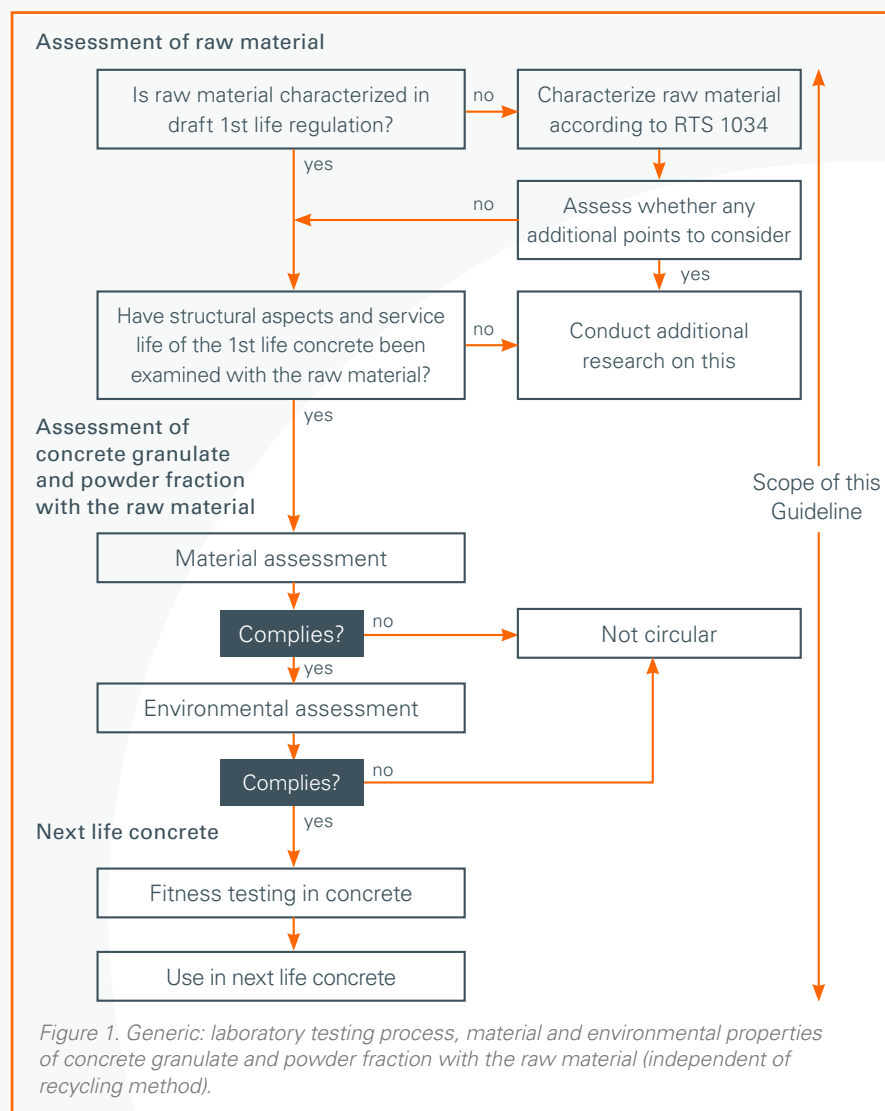 Assessment of raw material
Is raw material characterized in
draft 1st life regulation?
no
Characterize raw material
according to RTS 1034
yes
no
Assess whether any
additional points to consider
yes
Have structural aspects and service
life of the 1st life concrete been
examined with the raw material?
no
Conduct additional
research on this
yes
Assessment of
concrete granulate
and powder fraction
with the raw material
Scope of this
Guideline
Material assessment
Complies?
no
Not circular
yes
Environmental assessment
Complies?
no
yes
Next life concrete
Fitness testing in concrete
Use in next life concrete
Figure 1. Generic: laboratory testing process, material and environmental properties
of concrete granulate and powder fraction with the raw material (independent of
recycling method).